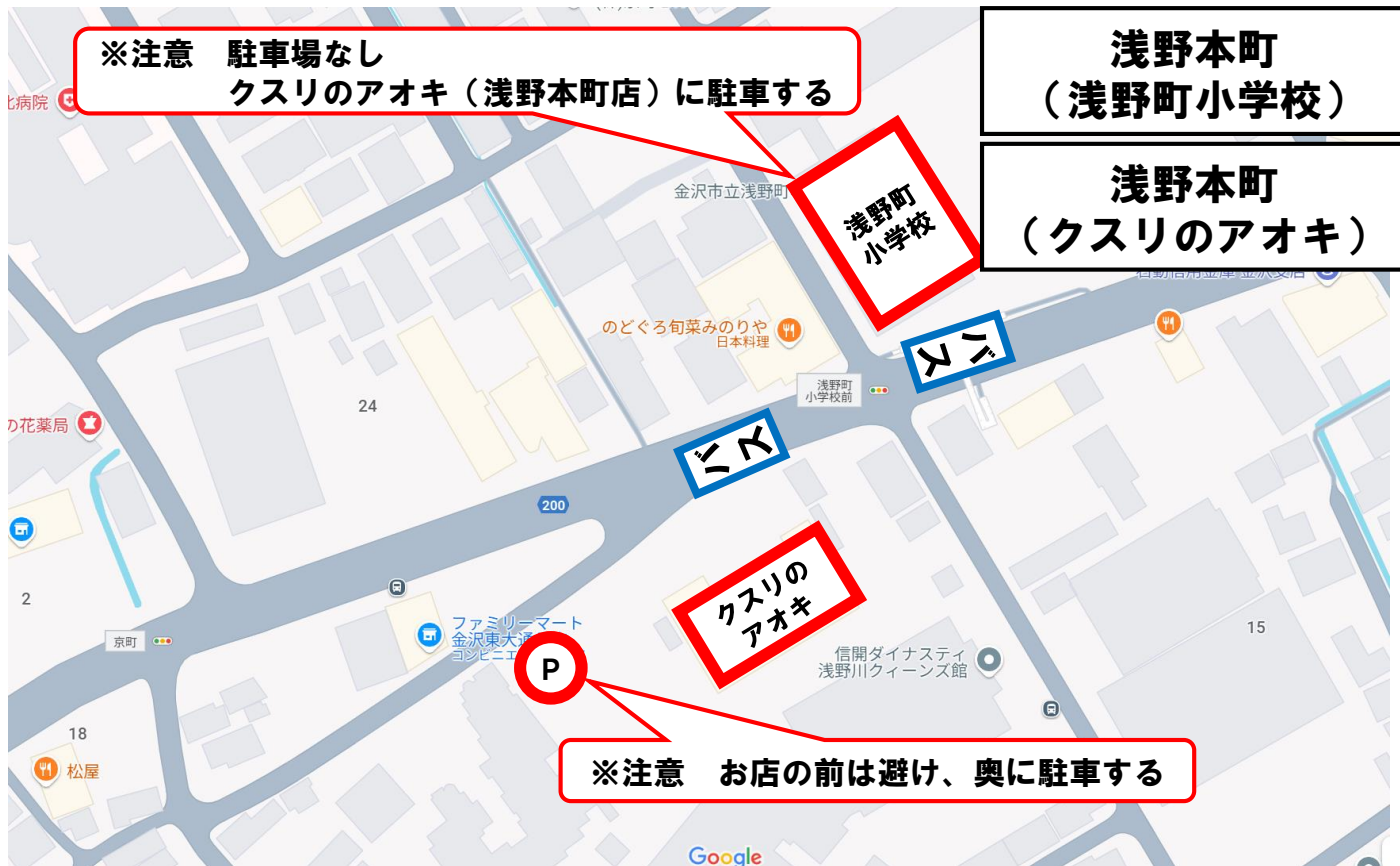 ※注意　駐車場なし
クスリのアオキ（浅野本町店）に駐車する
浅野本町
（浅野町小学校）
浅野本町
（クスリのアオキ）
北病院
金沢市立浅野町
浅野町
小学校
のどぐろ旬菜みのりや
日本料理
バス
浅野町
小学校前
24
の花薬局
バス
200
2
クスリの
アオキ
京町
ファミリーマート
金沢東大通
コンビニエ
P
15
信開ダイナスティ
浅野川クィーンズ館
18
松屋
※注意　お店の前は避け、奥に駐車する
Google